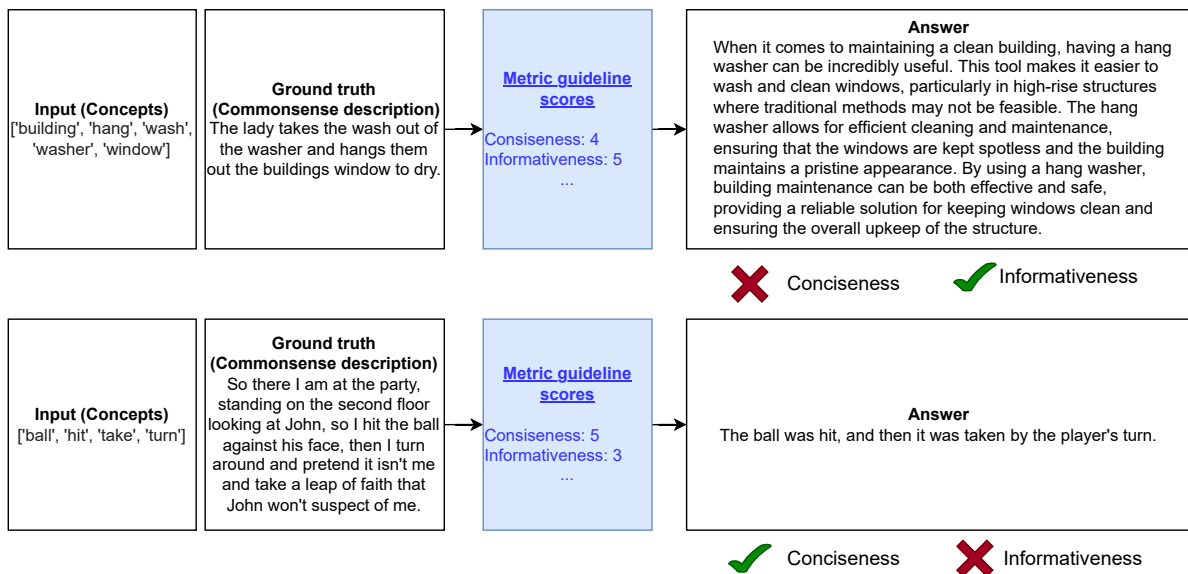 Input (Concepts)
['building', 'hang', 'wash',
'washer', 'window']
Ground truth
(Commonsense description)
The lady takes the wash out of
the washer and hangs them
out the buildings window to dry.
Metric guideline
scores
Consiseness: 4
Informativeness: 5
...
Answer
When it comes to maintaining a clean building, having a hang
washer can be incredibly useful. This tool makes it easier to
wash and clean windows, particularly in high-rise structures
where traditional methods may not be feasible. The hang
washer allows for efficient cleaning and maintenance,
ensuring that the windows are kept spotless and the building
maintains a pristine appearance. By using a hang washer,
building maintenance can be both effective and safe,
providing a reliable solution for keeping windows clean and
ensuring the overall upkeep of the structure.
Conciseness
Informativeness
Input (Concepts)
['ball', 'hit', 'take', 'turn']
Ground truth
(Commonsense description)
So there I am at the party,
standing on the second floor
looking at John, so I hit the ball
against his face, then I turn
around and pretend it isn't me
and take a leap of faith that
John won't suspect of me.
Metric guideline
scores
Consiseness: 5
Informativeness: 3
...
Answer
The ball was hit, and then it was taken by the player's turn.
Conciseness
Informativeness